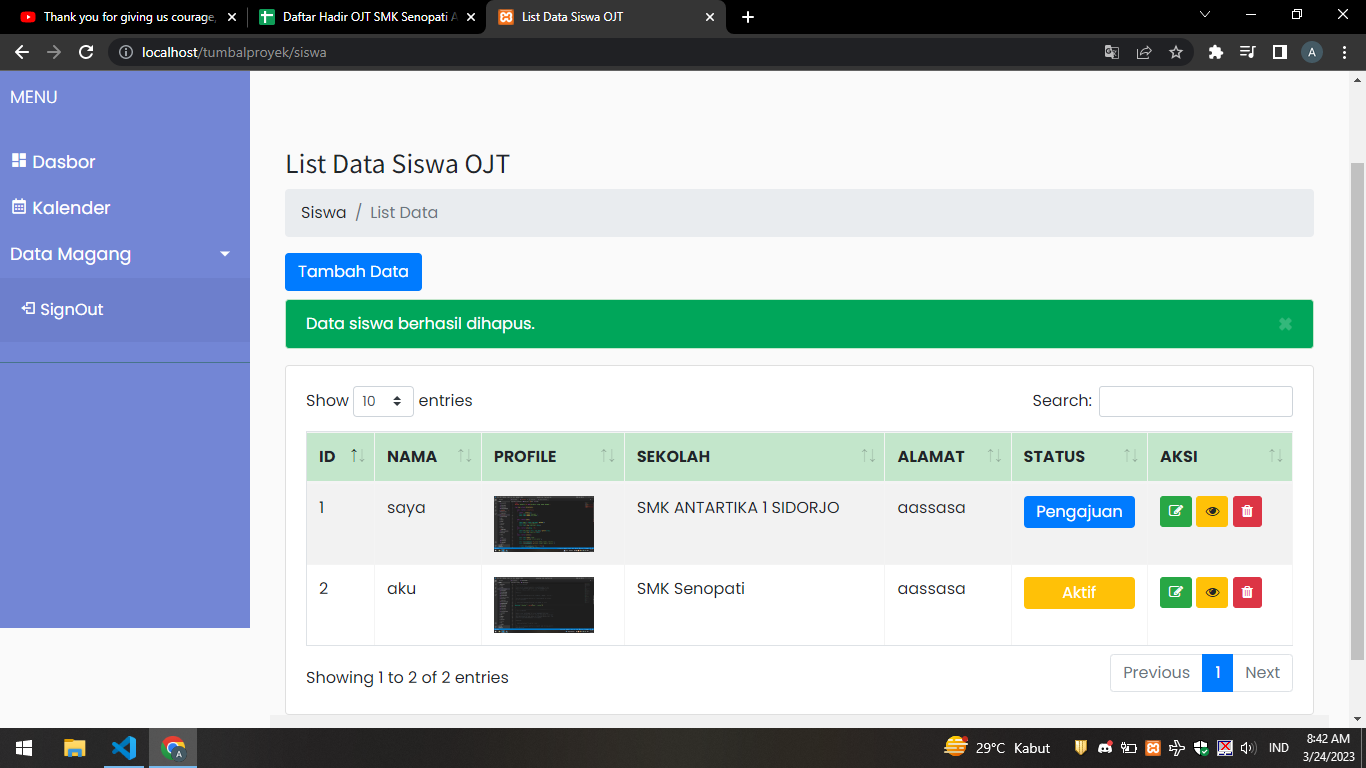 Thank you for giving us courage,
Daftar Hadir OJT SMK Senopati A
List Data Siswa OJT
localhost/tumbalproyek/siswa
A
MENU
Dasbor
Kalender
Data Magang
SignOut
List Data Siswa OJT
Siswa / List Data
Tambah Data
Data siswa berhasil dihapus.
Show 10 entries
Search:
ID NAMA PROFILE SEKOLAH ALAMAT STATUS AKSI
1 saya SMK ANTARTIKA 1 SIDORJO aassasa Pengajuan
2 aku SMK Senopati aassasa Aktif
Showing 1 to 2 of 2 entries
Previous 1 Next
29°C Kabut
IND
8:42 AM
3/24/2023